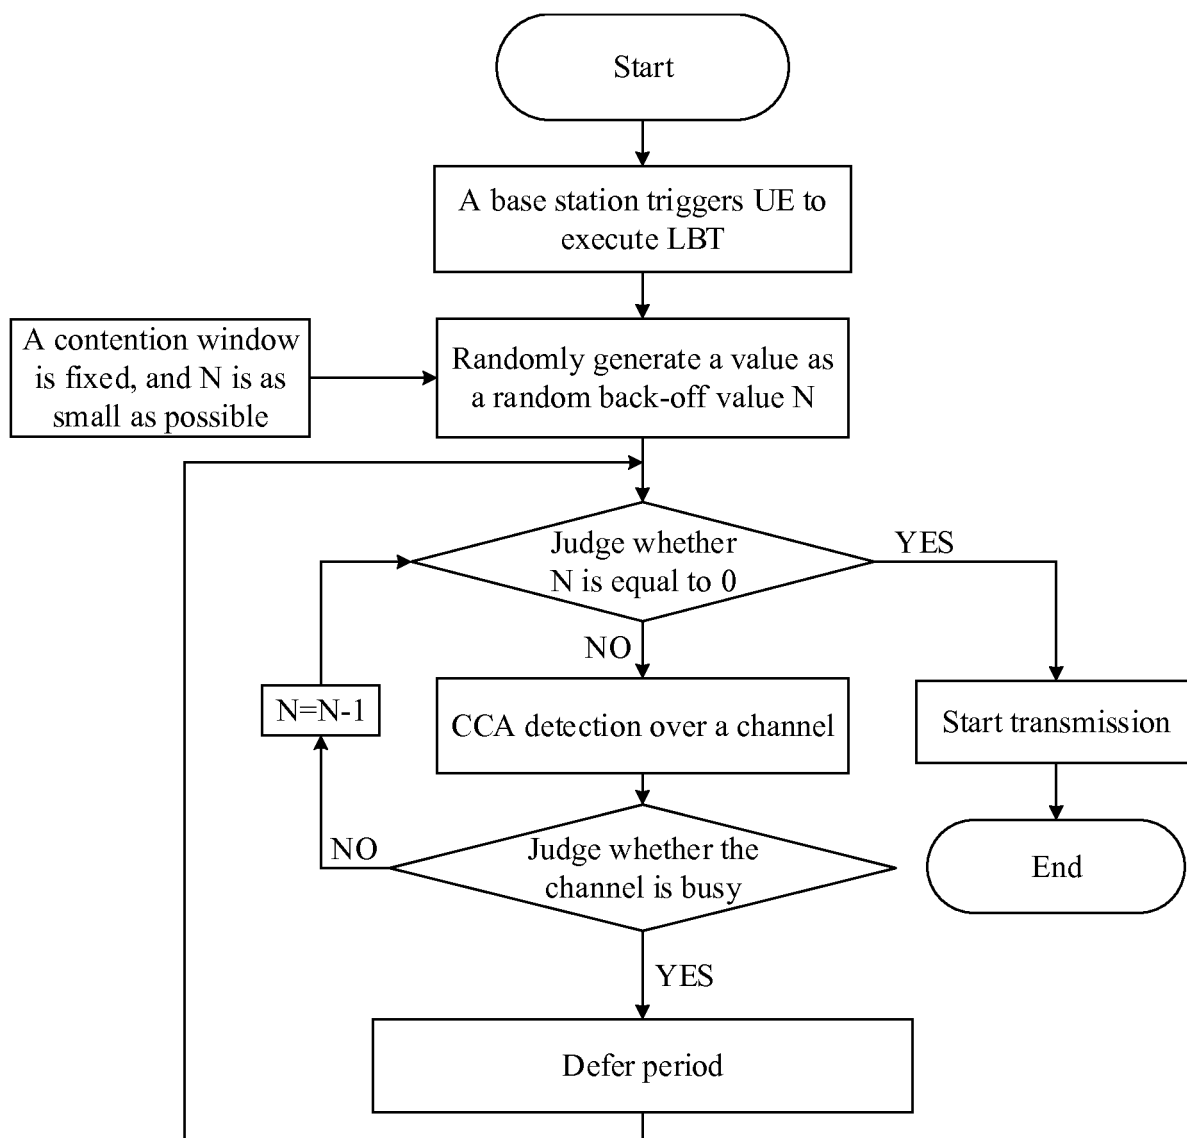 Start
A base station triggers UE to
execute LBT
A contention window
is fixed, and N is as
small as possible
Randomly generate a value as
a random back-off value N
Judge whether
N is equal to 0
YES
NO
N=N-1
CCA detection over a channel
Start transmission
NO
Judge whether the
channel is busy
End
YES
Defer period